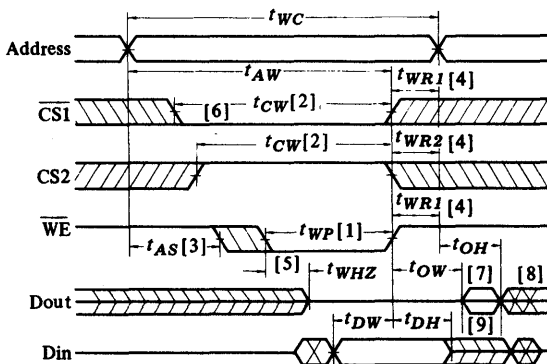 tWC
Address
tAW
tWR1 [4]
CS1
[6]
tCW [2]
tWR2 [4]
CS2
tCW [2]
tWR1 [4]
WE
tAS [3]
tWP [1]
tOH
[5]
tWHZ
tOW
[7]
[8]
Dout
tDW
tDH
[9]
Din